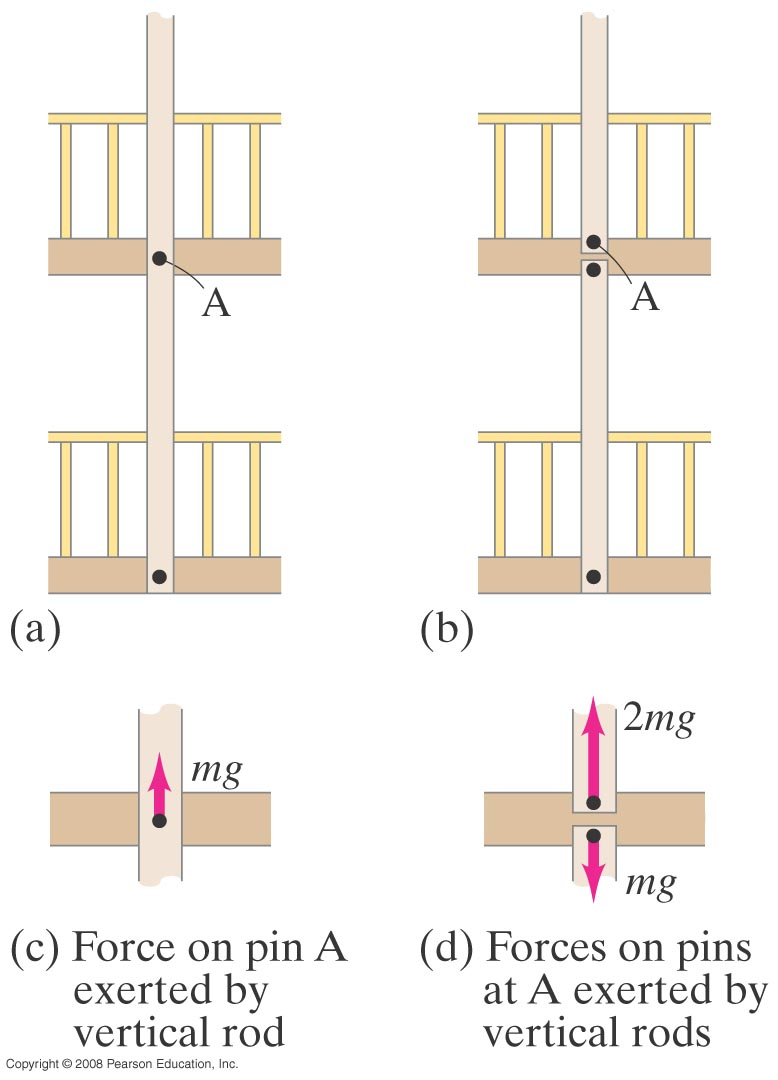 A
A
(a)
(b)
mg
2mg
mg
(c) Force on pin A
exerted by
vertical rod
(d) Forces on pins
at A exerted by
vertical rods
Copyright © 2008 Pearson Education, Inc.